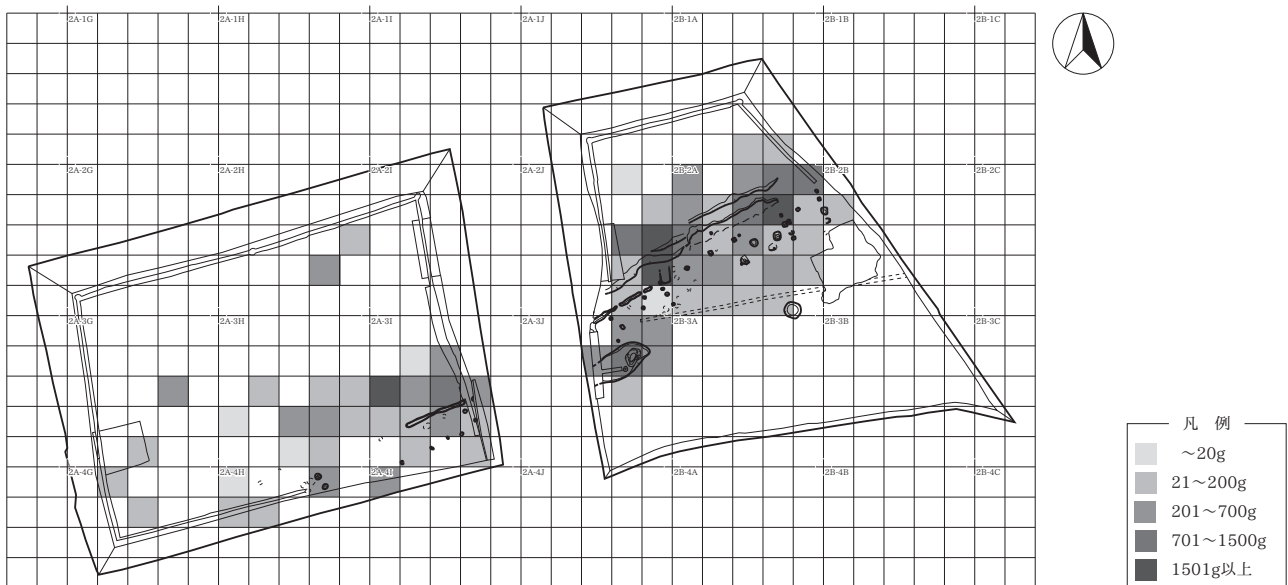 2A-1G 2A-1H 2A-1I 2A-1J 2B-1A 2B-1B 2B-1C
2A-2G 2A-2H 2A-2I 2A-2J 2B-2A 2B-2B 2B-2C
2A-3G 2A-3H 2A-3I 2A-3J 2B-3A 2B-3B 2B-3C
2A-4G 2A-4H 2A-4I 2A-4J 2B-4A 2B-4B 2B-4C
凡 例
～20g
21～200g
201～700g
701～1500g
1501g以上